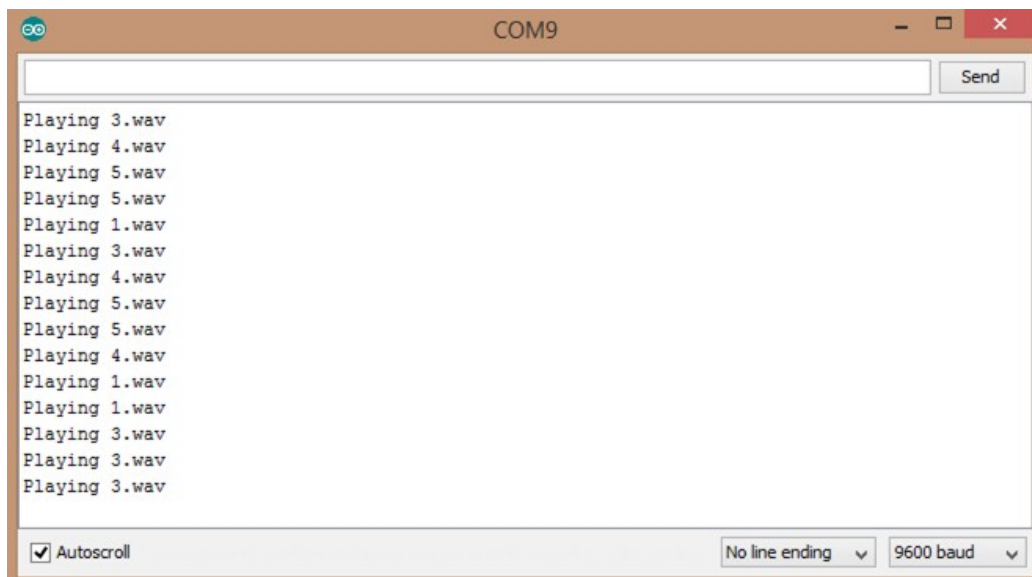 COM9
Send
Playing 3.wav
Playing 4.wav
Playing 5.wav
Playing 5.wav
Playing 1.wav
Playing 3.wav
Playing 4.wav
Playing 5.wav
Playing 5.wav
Playing 4.wav
Playing 1.wav
Playing 1.wav
Playing 3.wav
Playing 3.wav
Playing 3.wav
Autoscroll
No line ending
9600 baud